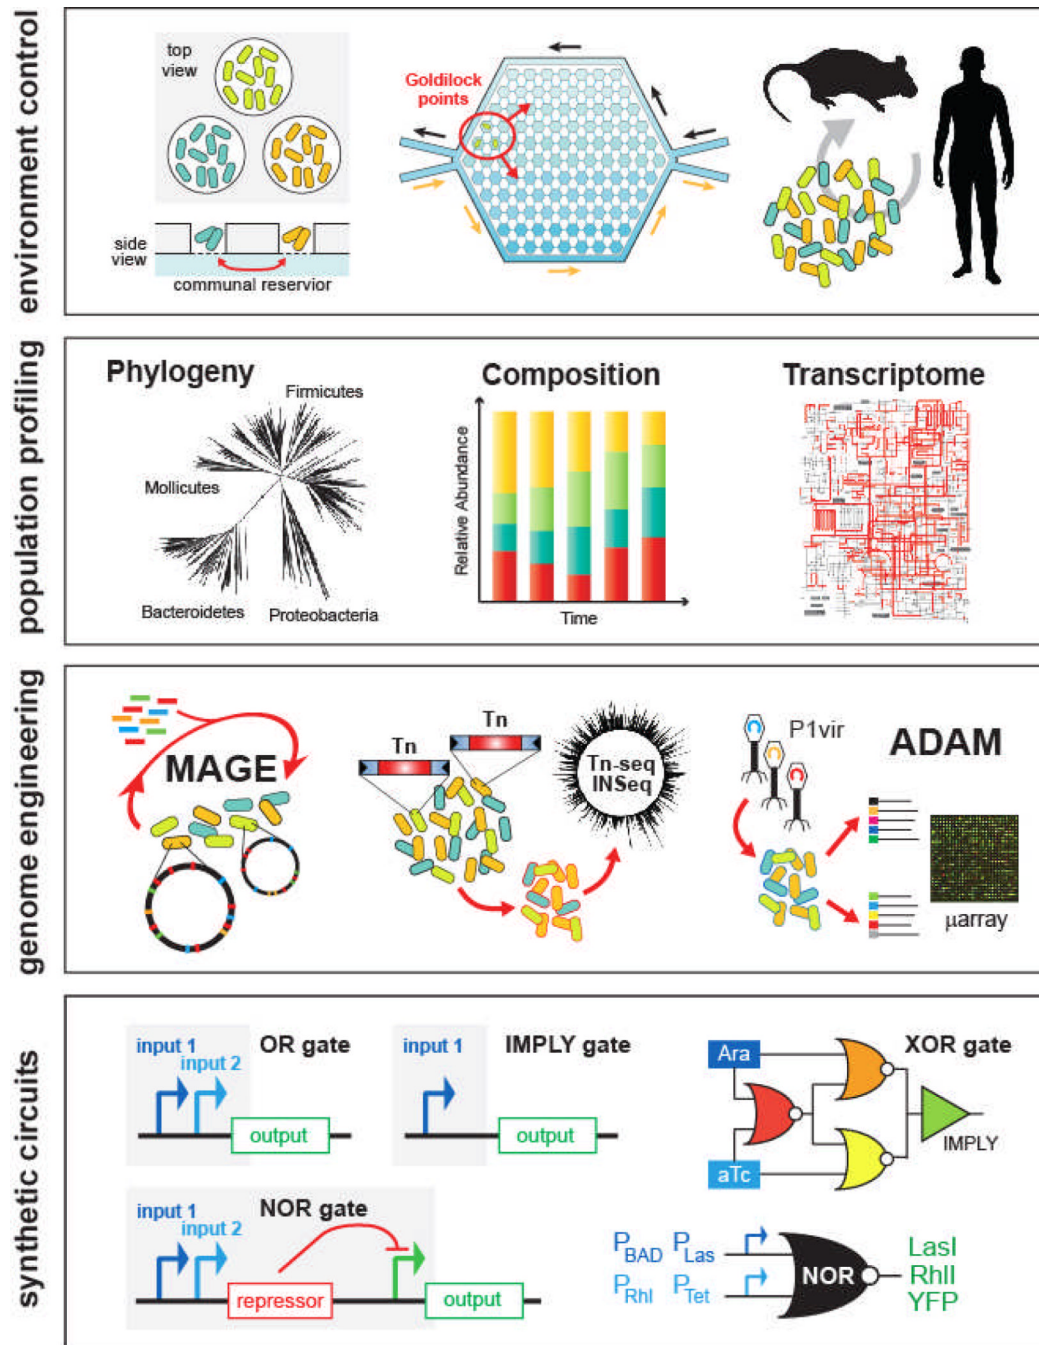 environment control
top
view
side
view
communal reservior
Goldilock
points
population profiling
Phylogeny
Firmicutes
Mollicutes
Bacteroidetes
Proteobacteria
Composition
Relative Abundance
Time
Transcriptome
genome engineering
MAGE
Tn
Tn
Tn-seq
INSeq
P1vir
ADAM
µarray
synthetic circuits
input 1
input 2
OR gate
output
input 1
IMPLY gate
output
XOR gate
Ara
aTc
IMPLY
input 1
input 2
NOR gate
repressor
output
PBAD PLas
PRhl PTet
NOR
LasI
RhlI
YFP